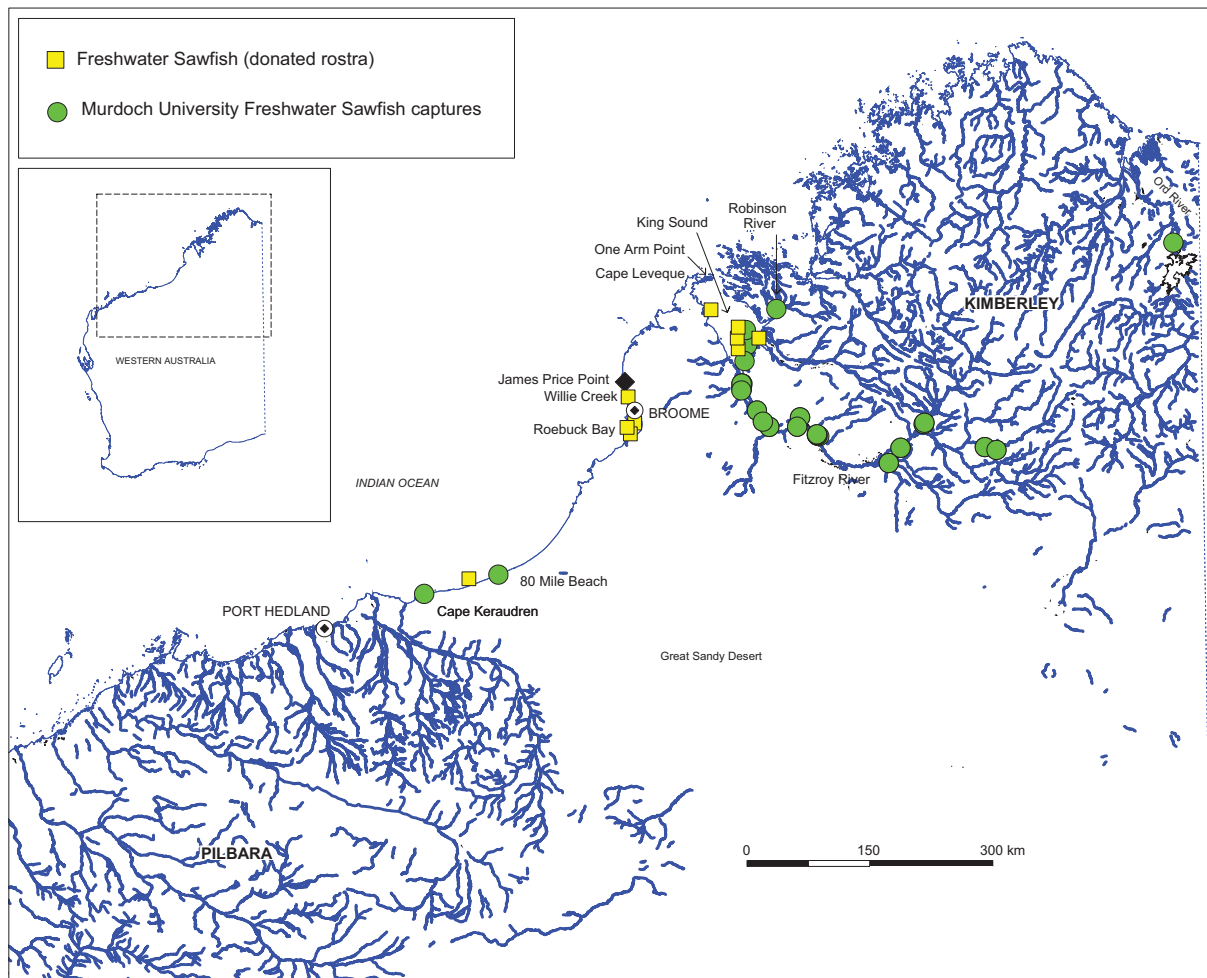 Freshwater Sawfish (donated rostra)
Murdoch University Freshwater Sawfish captures
WESTERN AUSTRALIA
Ord River
Robinson
River
King Sound
One Arm Point
Cape Leveque
KIMBERLEY
James Price Point
Willie Creek
BROOME
Roebuck Bay
Fitzroy River
INDIAN OCEAN
80 Mile Beach
Cape Keraudren
PORT HEDLAND
Great Sandy Desert
PILBARA
0 150 300 km